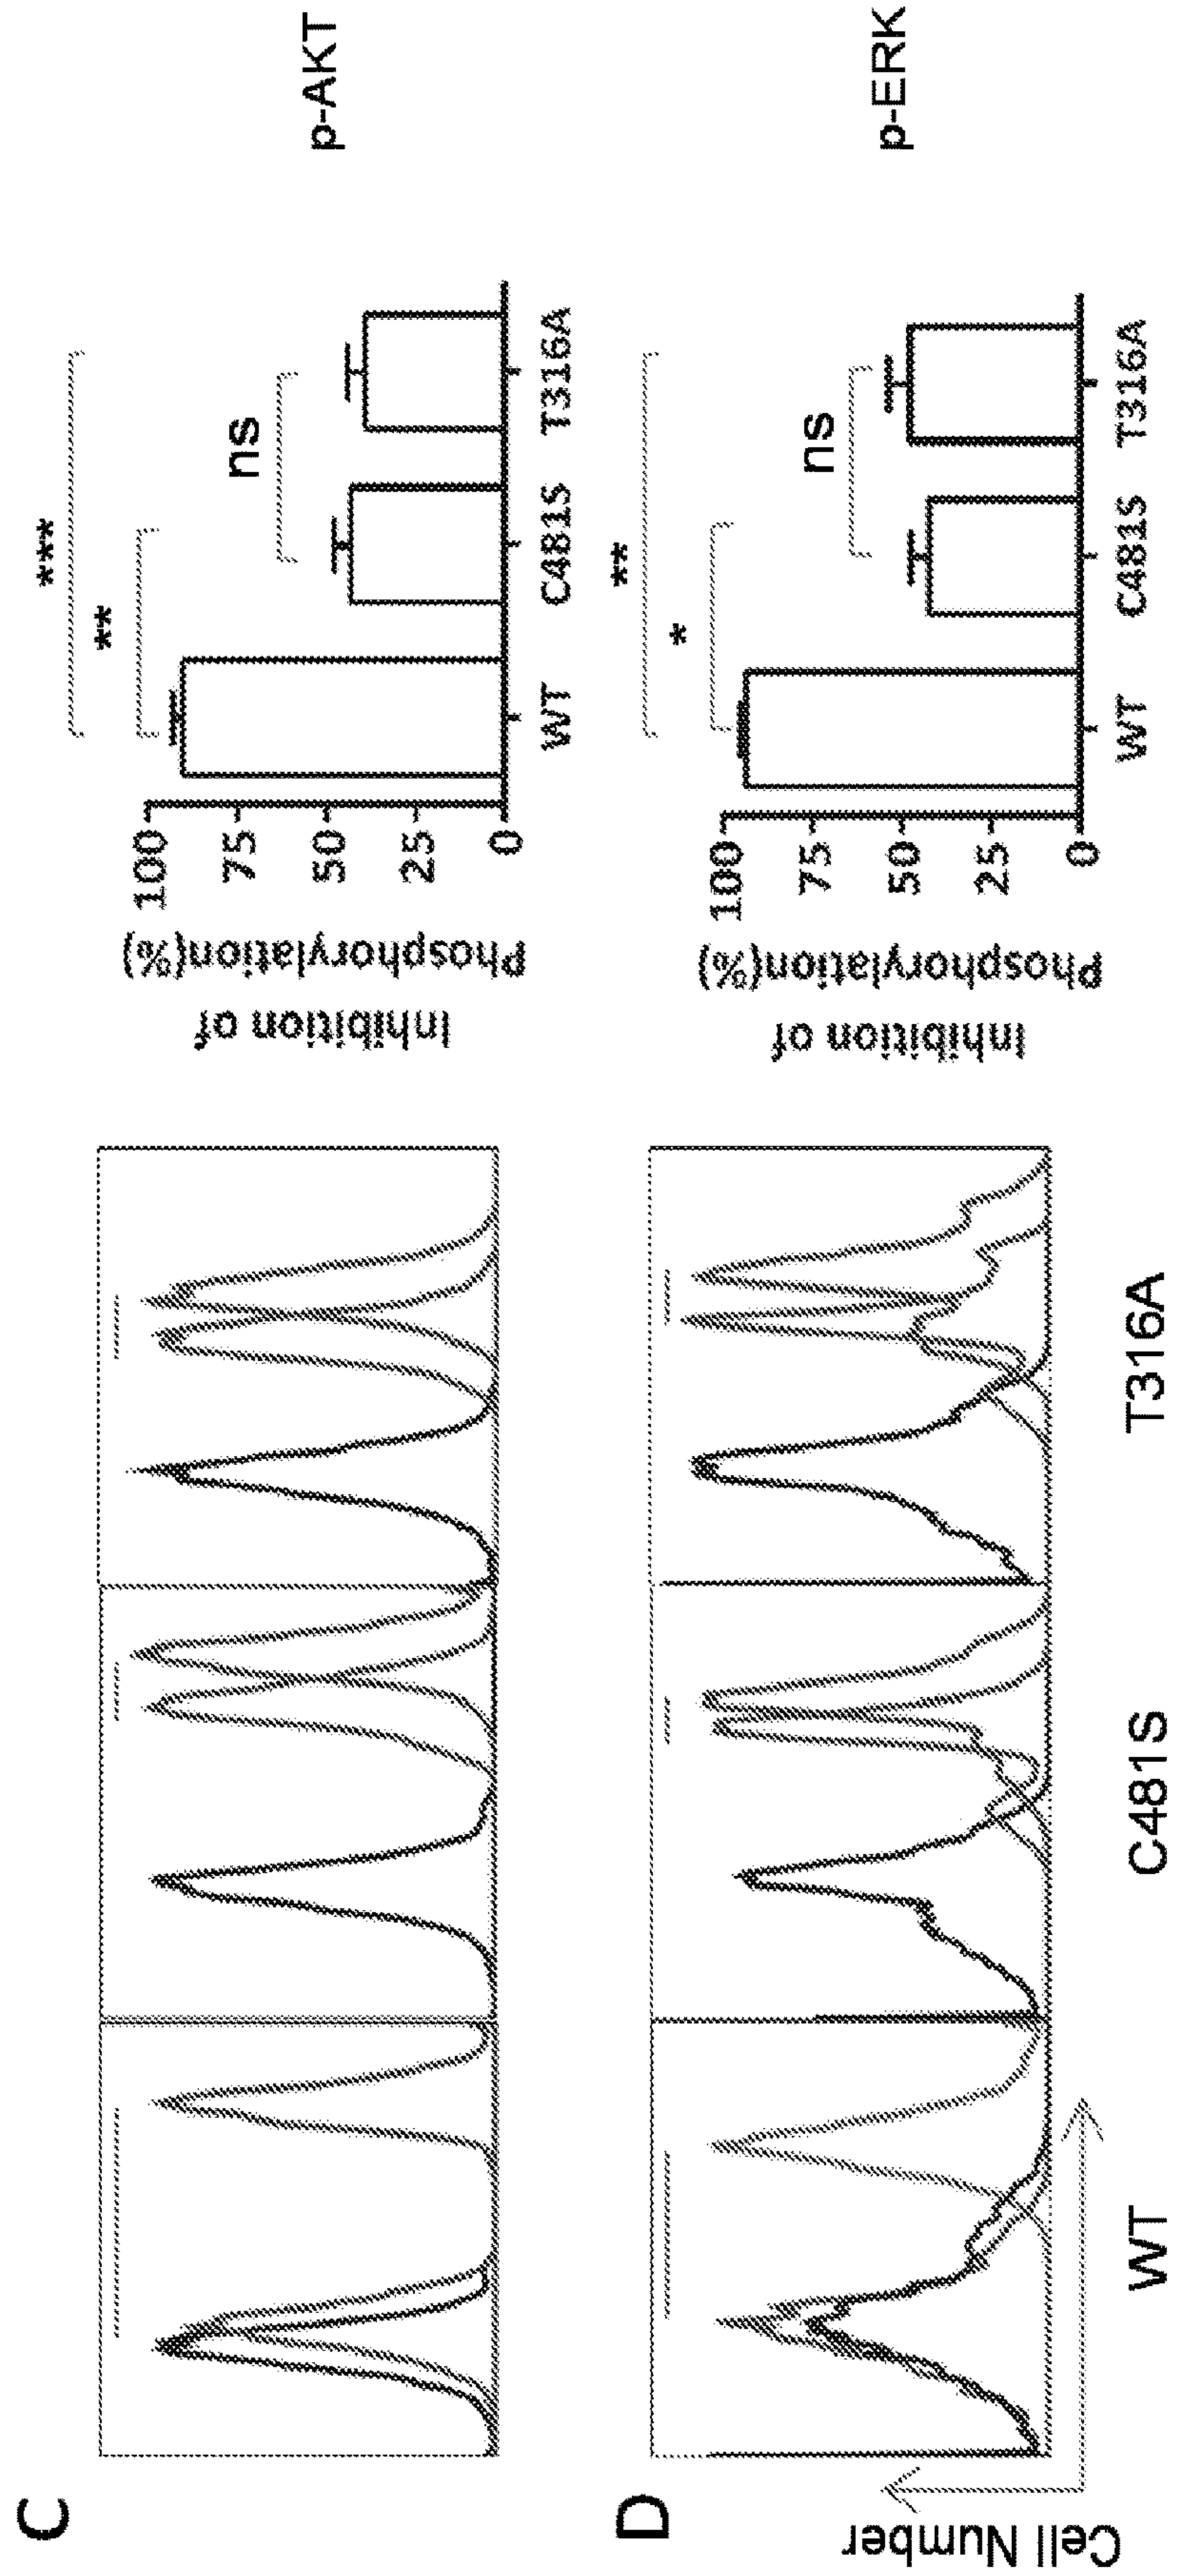 C
***
**
ns
100
75
50
25
0
Inhibition of
Phosphorylation(%)
WT
C481S
T316A
p-AKT
D
**
*
ns
100
75
50
25
0
Inhibition of
Phosphorylation(%)
WT
C481S
T316A
p-ERK
Cell Number
WT
C481S
T316A